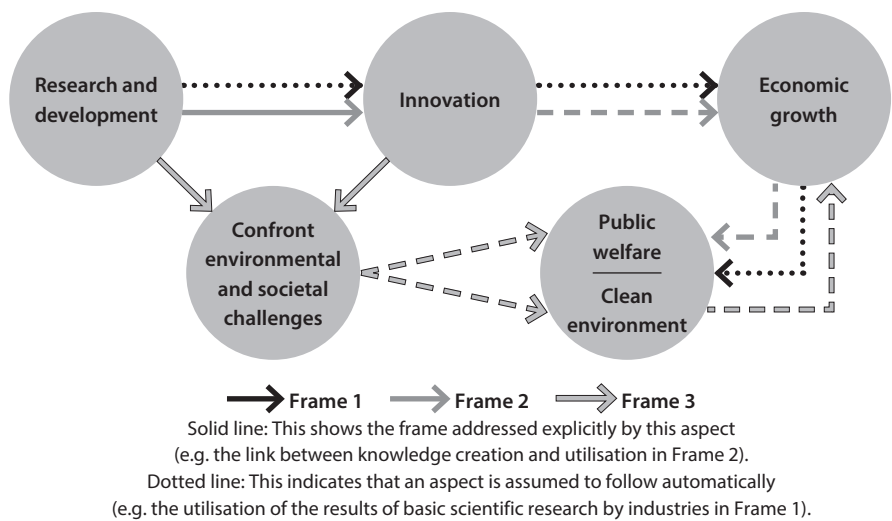 Research and
development
Innovation
Economic
growth
Confront
environmental
and societal
challenges
Public
welfare
Clean
environment
Frame 1
Frame 2
Frame 3
Solid line: This shows the frame addressed explicitly by this aspect
(e.g. the link between knowledge creation and utilisation in Frame 2).
Dotted line: This indicates that an aspect is assumed to follow automatically
(e.g. the utilisation of the results of basic scientific research by industries in Frame 1).